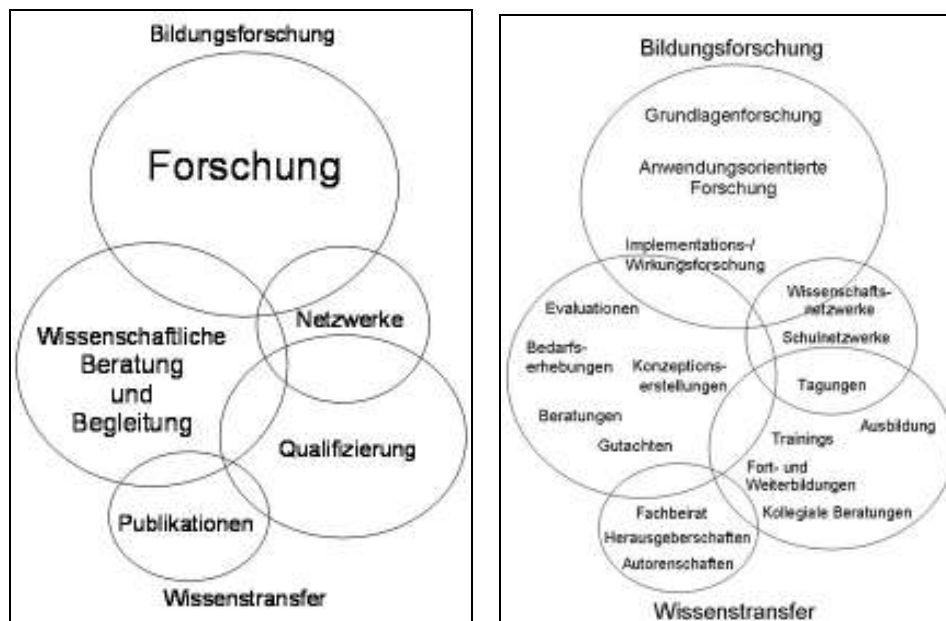 Bildungsforschung
Forschung
Netzwerke
Wissenschaftliche
Beratung
und
Begleitung
Qualifizierung
Publikationen
Wissenstransfer
Bildungsforschung
Grundlagenforschung
Anwendungsorientierte
Forschung
Implementations-/
Wirkungsforschung
Evaluationen
Wissenschafts-
netzwerke
Schulnetzwerke
Bedarfs-
erhebungen
Konzeptions-
erstellungen
Tagungen
Beratungen
Ausbildung
Gutachten
Trainings
Fort- und
Weiterbildungen
Fachbeirat
Kollegiale Beratungen
Herausgeberschaften
Autorenschaften
Wissenstransfer